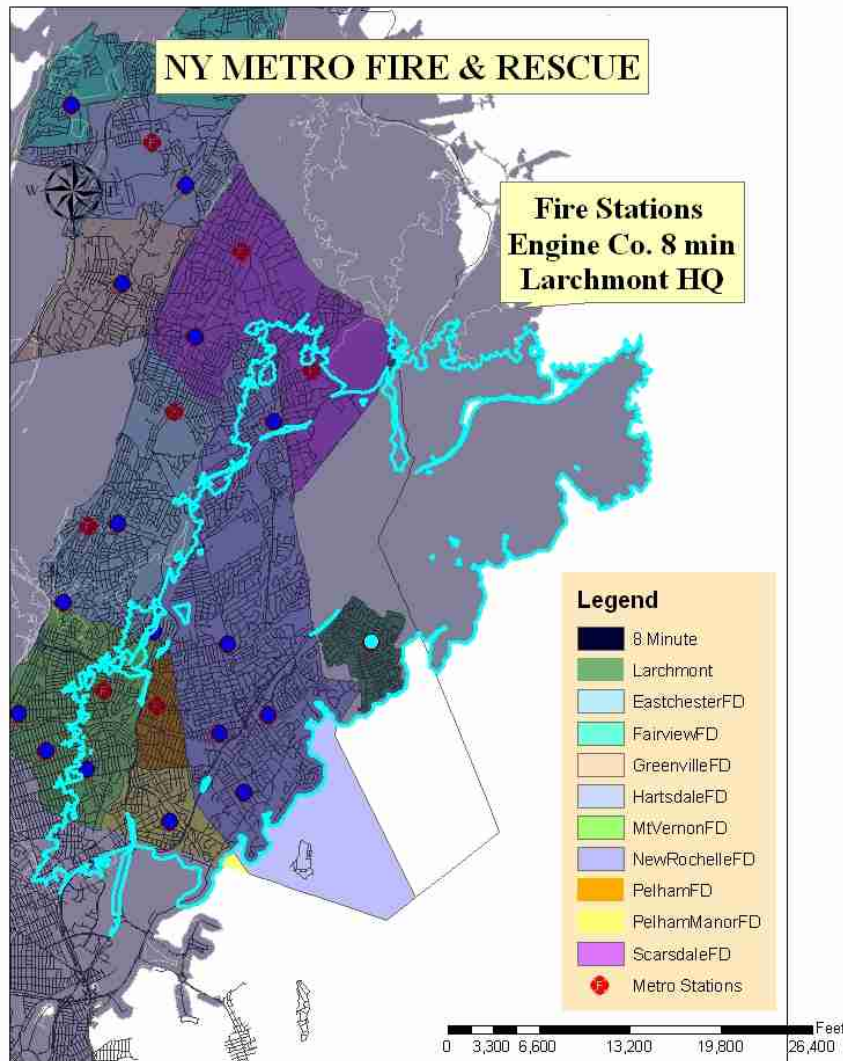 NY METRO FIRE & RESCUE
Fire Stations
Engine Co. 8 min
Larchmont HQ
W
Legend
8 Minute
Larchmont
EastchesterFD
FairviewFD
GreenvilleFD
HartsdaleFD
MtVernonFD
NewRochelleFD
PelhamFD
PelhamManorFD
ScarsdaleFD
F Metro Stations
Feet
0 3,300 6,600 13,200 19,800 26,400